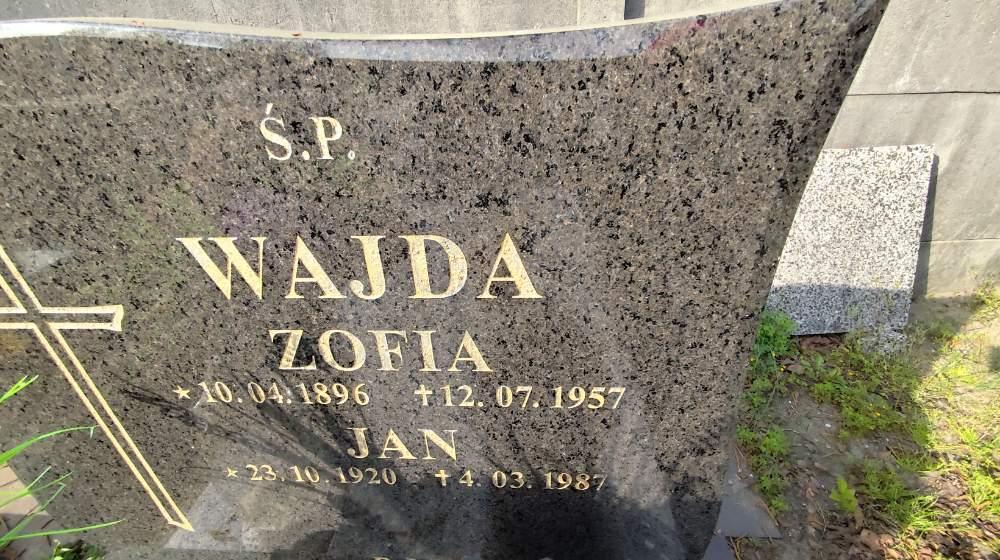 Ś.P.
WAJDA
ZOFIA
★ 10. 04. 1896 ✝ 12. 07. 1957
JAN
★ 23. 10. 1920 ✝ 4. 03. 1987